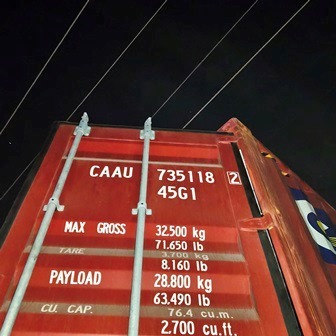 CAAU 735118 2
45G1
MAX GROSS 32.500 kg
71.650 lb
TARE 3.700 kg
8.160 lb
PAYLOAD 28.800 kg
63.490 lb
CU. CAP. 76.4 cu.m.
2.700 cu.ft.